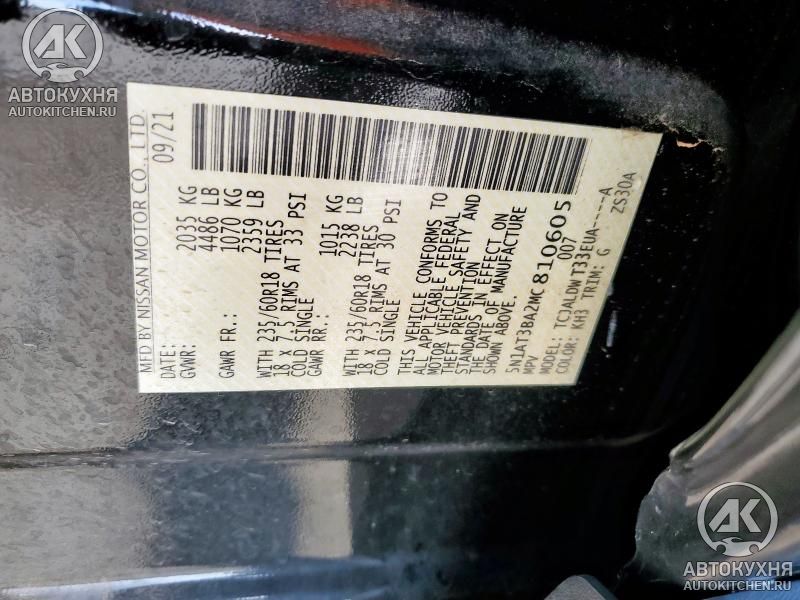 АК
АВТОКУХНЯ
AUTOKITCHEN.RU
MFD BY NISSAN MOTOR CO., LTD.
DATE: 09/21
GVWR: 2035 KG
4486 LB
GAWR FR.: 1070 KG
2359 LB
WITH 235/60R18 TIRES
18 x 7.5 RIMS AT 33 PSI
COLD SINGLE
GAWR RR.: 1015 KG
2238 LB
WITH 235/60R18 TIRES
18 x 7.5 RIMS AT 30 PSI
COLD SINGLE
THIS VEHICLE CONFORMS TO
ALL APPLICABLE FEDERAL
MOTOR VEHICLE SAFETY AND
THEFT PREVENTION
STANDARDS IN EFFECT ON
THE DATE OF MANUFACTURE
SHOWN ABOVE.
5N1AT3BA2MC810605
MPV 007
MODEL: TCJALDWT33EUA-----A
COLOR: KH3 TRIM: G ZS30A
АК
АВТОКУХНЯ
AUTOKITCHEN.RU